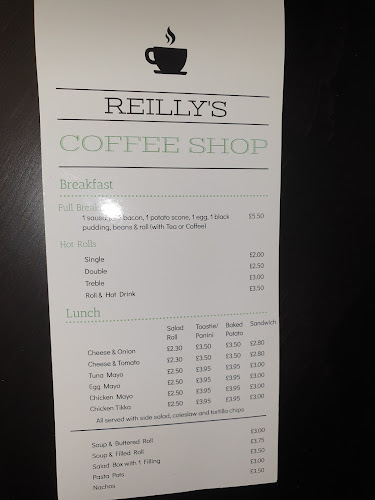 REILLY'S
COFFEE SHOP
Breakfast
Full
1 bacon, 1 potato scone, 1 egg, 1 black £5.50
pudding, beans & roll (with Tea or Coffee)
Hot Rolls
Single £2.00
Double £2.50
Treble £3.00
Roll & Hot Drink £3.50
Lunch
Salad Roll Toastie/ Panini Baked Potato Sandwich
Cheese & Onion £2.30 £3.50 £3.50 £2.80
Cheese & Tomato £2.30 £3.50 £3.50 £2.80
Tuna Mayo £2.50 £3.95 £3.95 £3.00
Egg Mayo £2.50 £3.95 £3.95 £3.00
Chicken Mayo £2.50 £3.95 £3.95 £3.00
Chicken Tikka £2.50 £3.95 £3.95 £3.00
All served with side salad, coleslaw and tortilla chips
Soup & Buttered Roll £3.00
Soup & Filled Roll £3.75
Salad Box with 1 Filling £3.50
Pasta Pots £3.00
Nachos £3.50